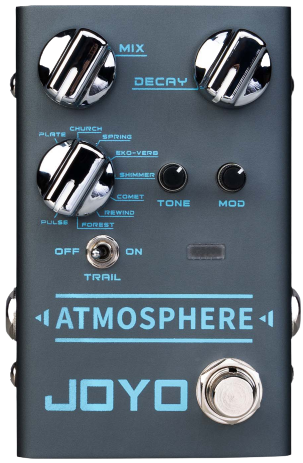 MIX
DECAY
CHURCH
PLATE
SPRING
EKO-VERB
SHIMMER
COMET
REWIND
FOREST
PULSE
TONE
MOD
OFF
ON
TRAIL
ATMOSPHERE
JOYO